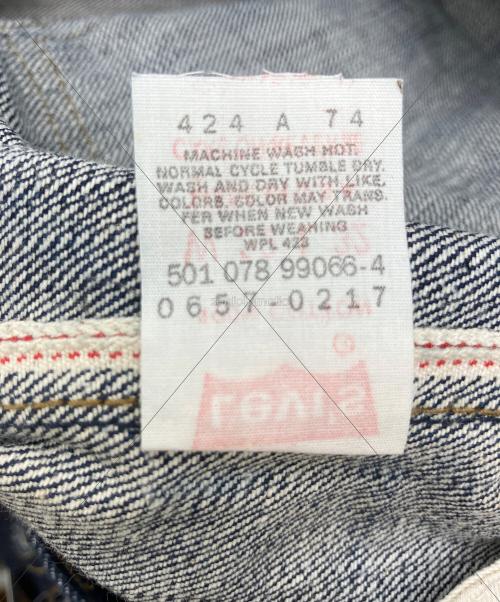 424 A 74
MACHINE WASH HOT.
NORMAL CYCLE TUMBLE DRY.
WASH AND DRY WITH LIKE
COLORS. COLOR MAY TRANS-
FER WHEN NEW WASH
BEFORE WEARING
WPL 423
501 078 99066-4
0657 0217
Levi's